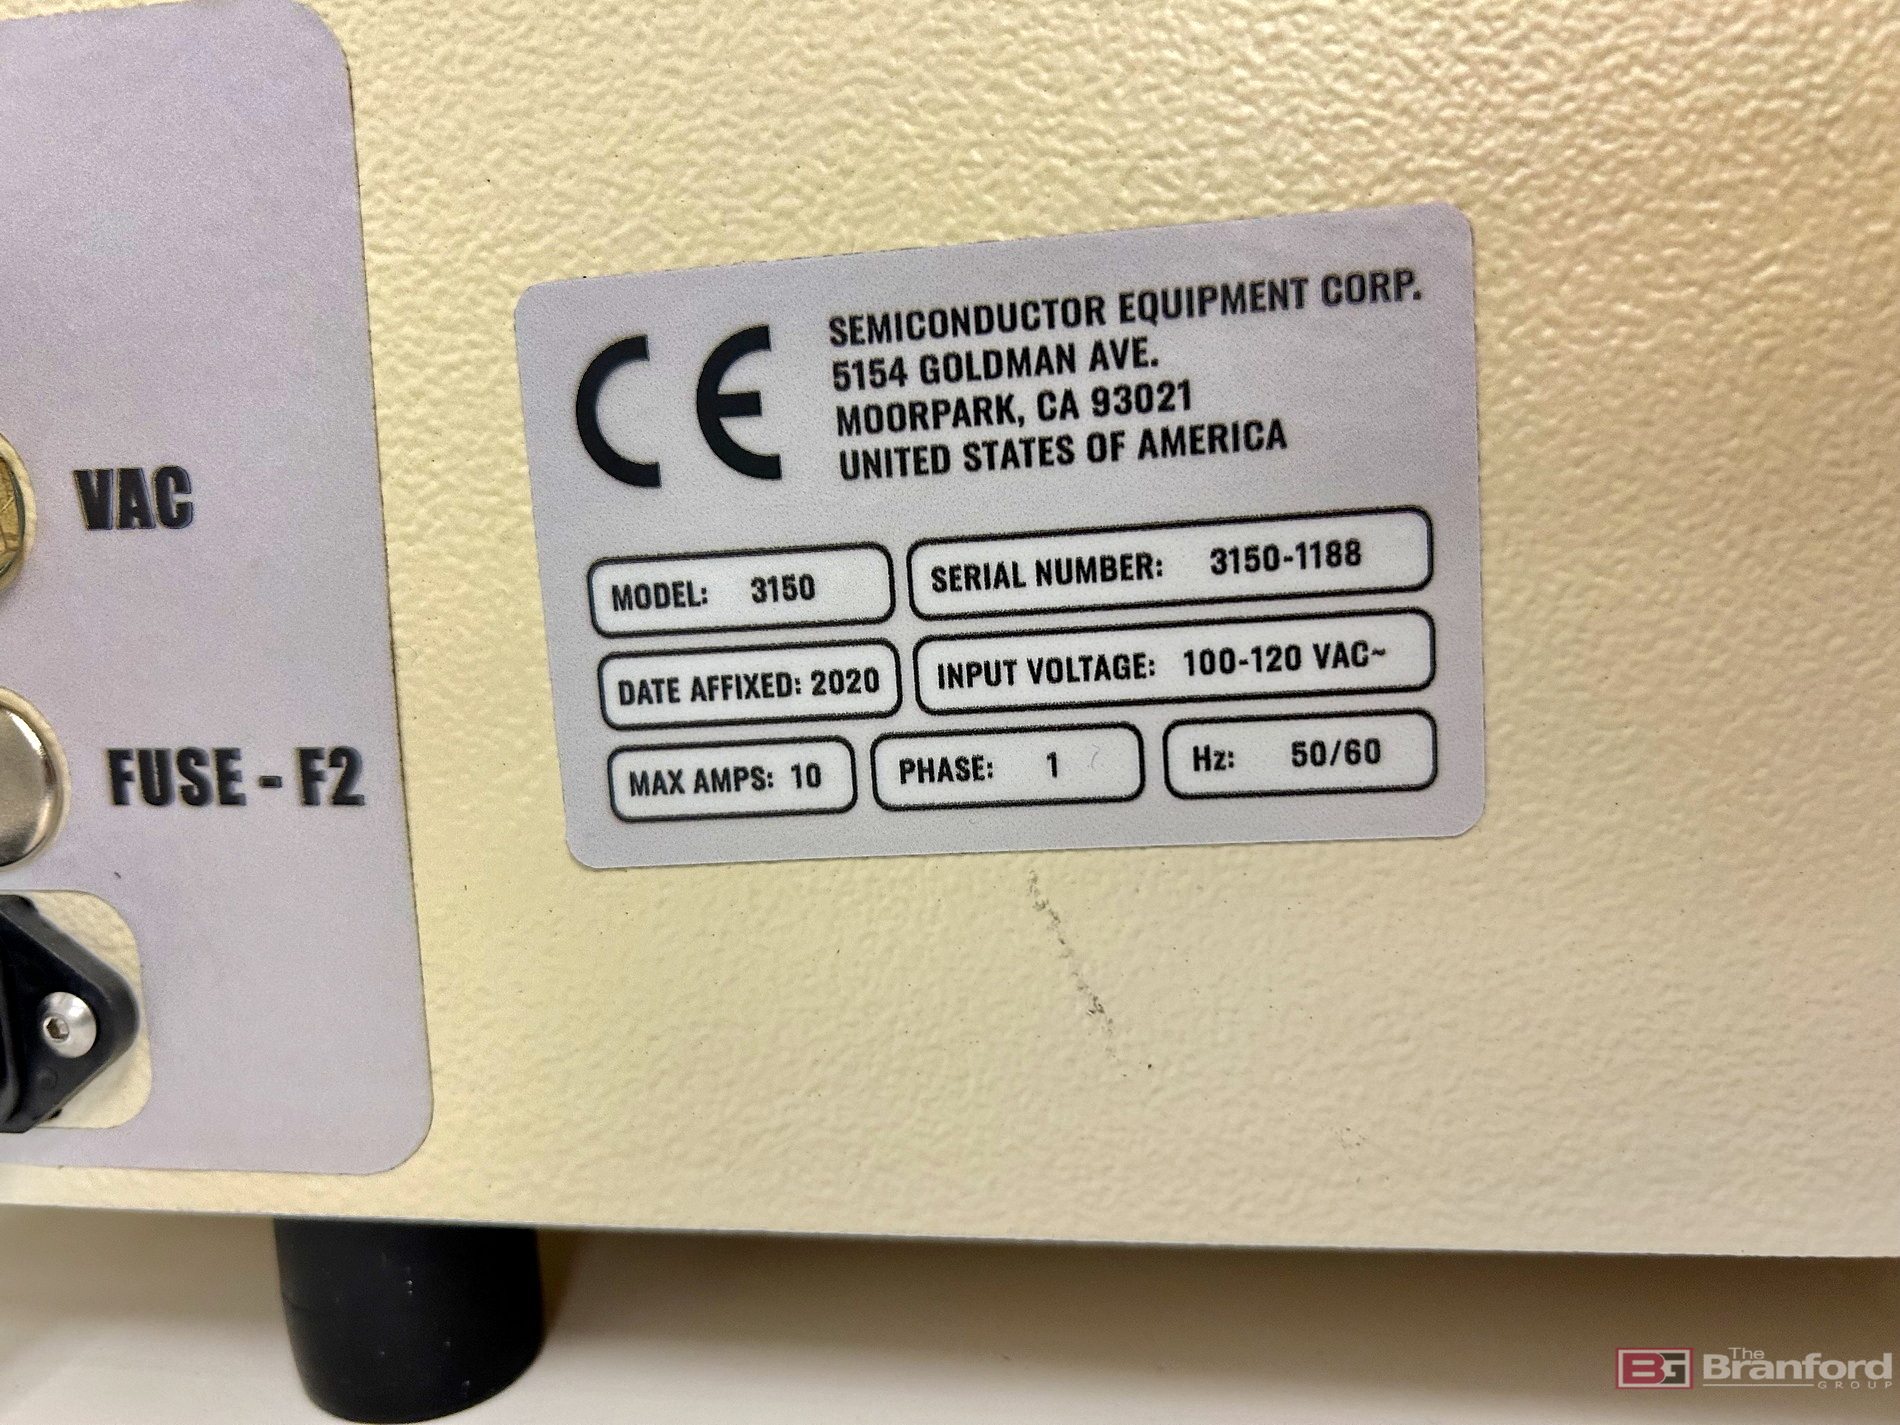 VAC
FUSE - F2
CE
SEMICONDUCTOR EQUIPMENT CORP.
5154 GOLDMAN AVE.
MOORPARK, CA 93021
UNITED STATES OF AMERICA
MODEL: 3150
SERIAL NUMBER: 3150-1188
DATE AFFIXED: 2020
INPUT VOLTAGE: 100-120 VAC~
MAX AMPS: 10
PHASE: 1
Hz: 50/60
BG The Branford
GROUP